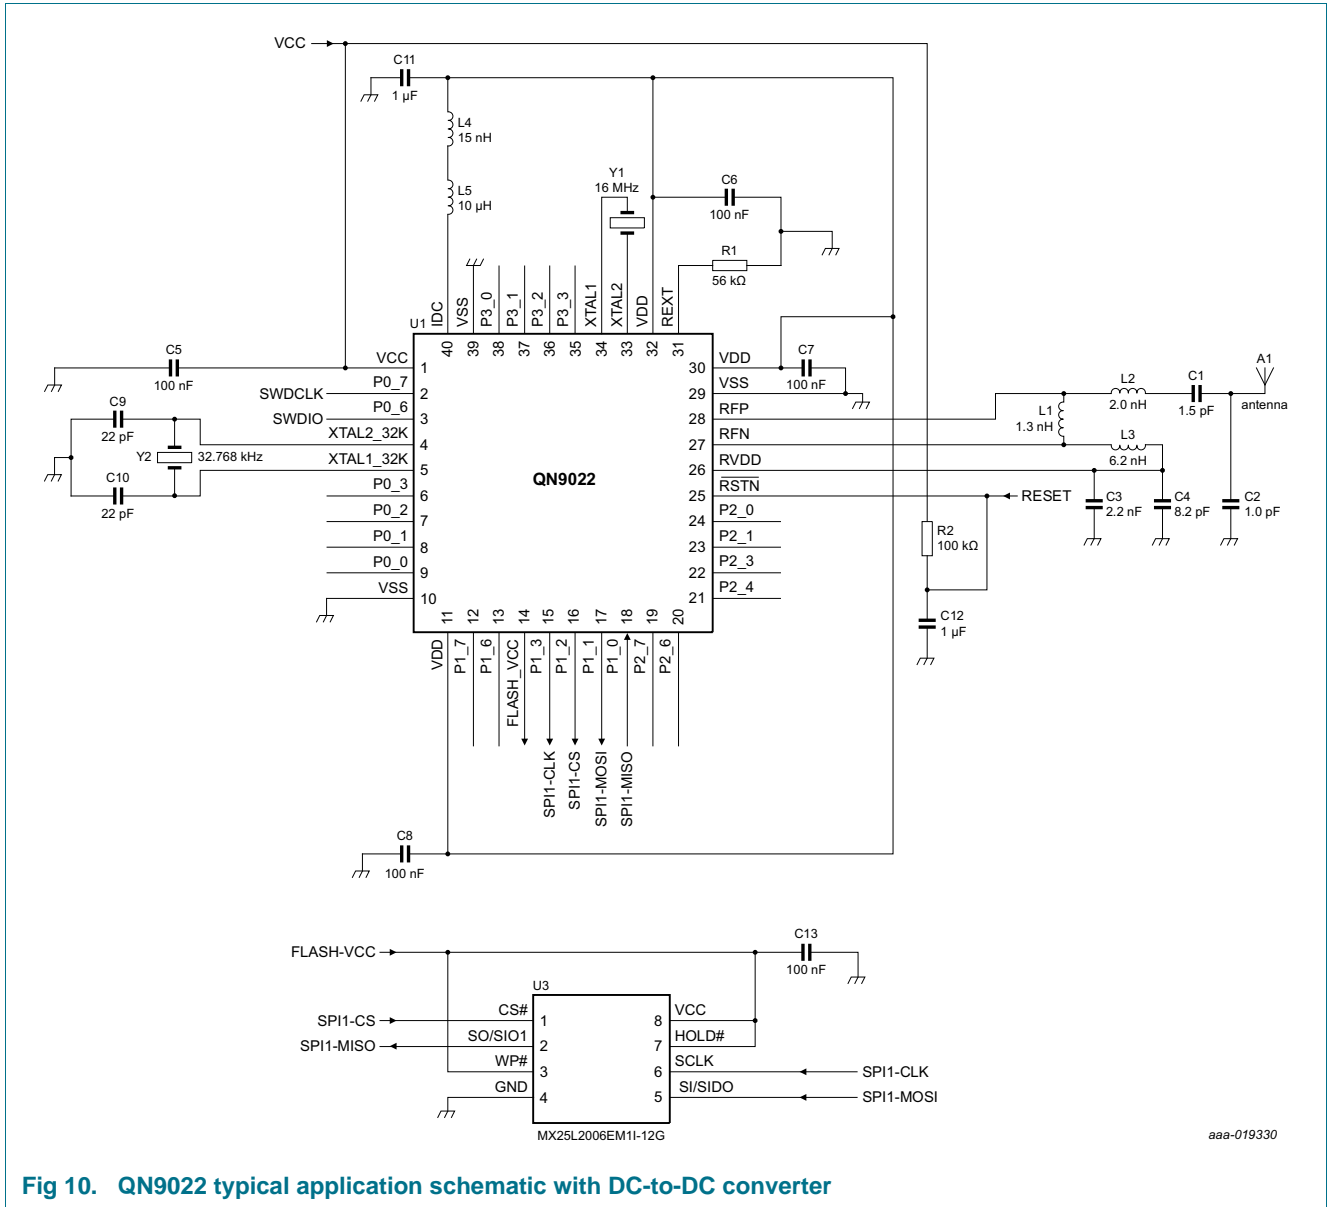 VCC
C11
1 µF
L4
15 nH
L5
10 µH
Y1
16 MHz
C6
100 nF
R1
56 kΩ
U1
IDC
VSS
P3_0
P3_1
P3_2
P3_3
XTAL1
XTAL2
VDD
REXT
40
39
38
37
36
35
34
33
32
31
C5
100 nF
SWDCLK
SWDIO
C9
22 pF
Y2
32.768 kHz
C10
22 pF
VCC
1
P0_7
2
P0_6
3
XTAL2_32K
4
XTAL1_32K
5
P0_3
6
P0_2
7
P0_1
8
P0_0
9
VSS
10
QN9022
30
VDD
29
VSS
28
RFP
27
RFN
26
RVDD
25
RSTN
24
P2_0
23
P2_1
22
P2_3
21
P2_4
C7
100 nF
L1
1.3 nH
L2
2.0 nH
C1
1.5 pF
A1
antenna
L3
6.2 nH
RESET
C3
2.2 nF
C4
8.2 pF
C2
1.0 pF
R2
100 kΩ
C12
1 µF
11
12
13
14
15
16
17
18
19
20
VDD
P1_7
P1_6
FLASH_VCC
P1_3
P1_2
P1_1
P1_0
P2_7
P2_6
SPI1-CLK
SPI1-CS
SPI1-MOSI
SPI1-MISO
C8
100 nF
FLASH-VCC
C13
100 nF
U3
SPI1-CS
CS#
1
8
VCC
SPI1-MISO
SO/SIO1
2
7
HOLD#
WP#
3
6
SCLK
SPI1-CLK
GND
4
5
SI/SIDO
SPI1-MOSI
MX25L2006EM1I-12G
aaa-019330
Fig 10. QN9022 typical application schematic with DC-to-DC converter